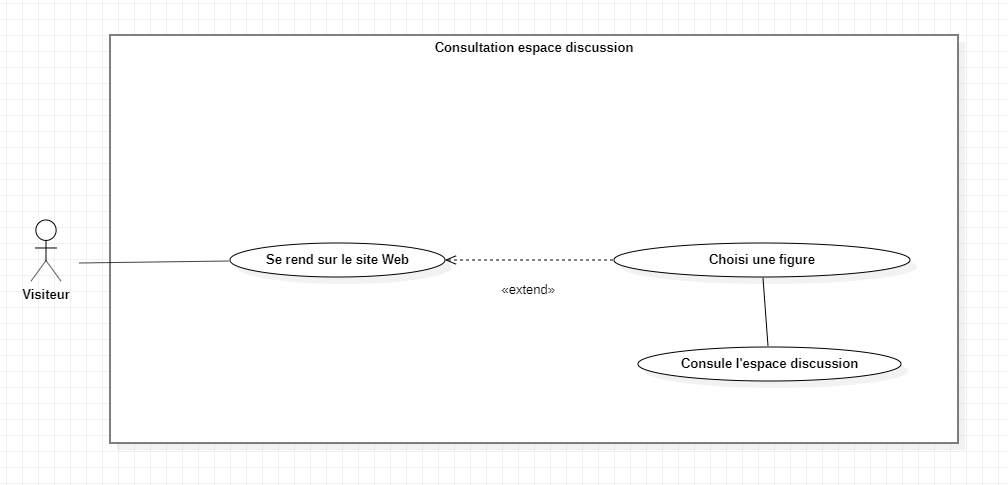 Consultation espace discussion
Se rend sur le site Web
Choisi une figure
«extend»
Visiteur
Consule l'espace discussion